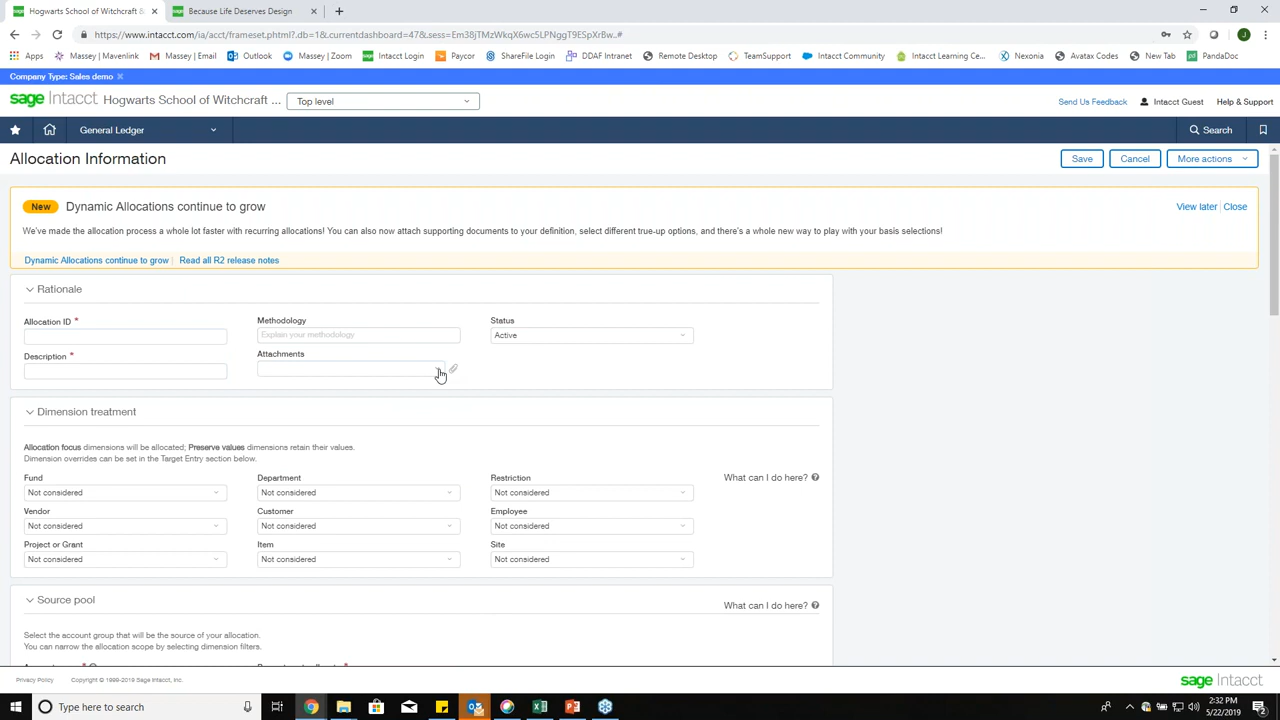 Hogwarts School of Witchcraft
Because Life Deserves Design
https://www.intacct.com/ia/acct/frameset.phtml?.db=1&currentdashboard=47&.sess=Em38jTMzWkqX6wc5LPNggT9ESpXrBw..#
Apps Massey | Mavenlink Massey | Email Outlook Massey | Zoom Intacct Login Paycor ShareFile Login DDAF Intranet Remote Desktop TeamSupport Intacct Community Intacct Learning Ce... Nexonia Avatax Codes New Tab PandaDoc
Company Type: Sales demo
sage Intacct Hogwarts School of Witchcraft ... Top level Send Us Feedback Intacct Guest Help & Support
General Ledger Search
Allocation Information Save Cancel More actions
New Dynamic Allocations continue to grow View later Close
We've made the allocation process a whole lot faster with recurring allocations! You can also now attach supporting documents to your definition, select different true-up options, and there's a whole new way to play with your basis selections!
Dynamic Allocations continue to grow Read all R2 release notes
Rationale
Allocation ID * Methodology Status
Explain your methodology Active
Description * Attachments
Dimension treatment
Allocation focus dimensions will be allocated; Preserve values dimensions retain their values.
Dimension overrides can be set in the Target Entry section below.
Fund Department Restriction What can I do here?
Not considered Not considered Not considered
Vendor Customer Employee
Not considered Not considered Not considered
Project or Grant Item Site
Not considered Not considered Not considered
Source pool What can I do here?
Select the account group that will be the source of your allocation.
You can narrow the allocation scope by selecting dimension filters.
Privacy Policy Copyright © 1999-2019 Sage Intacct, Inc. sage Intacct
Type here to search
2:32 PM
5/22/2019